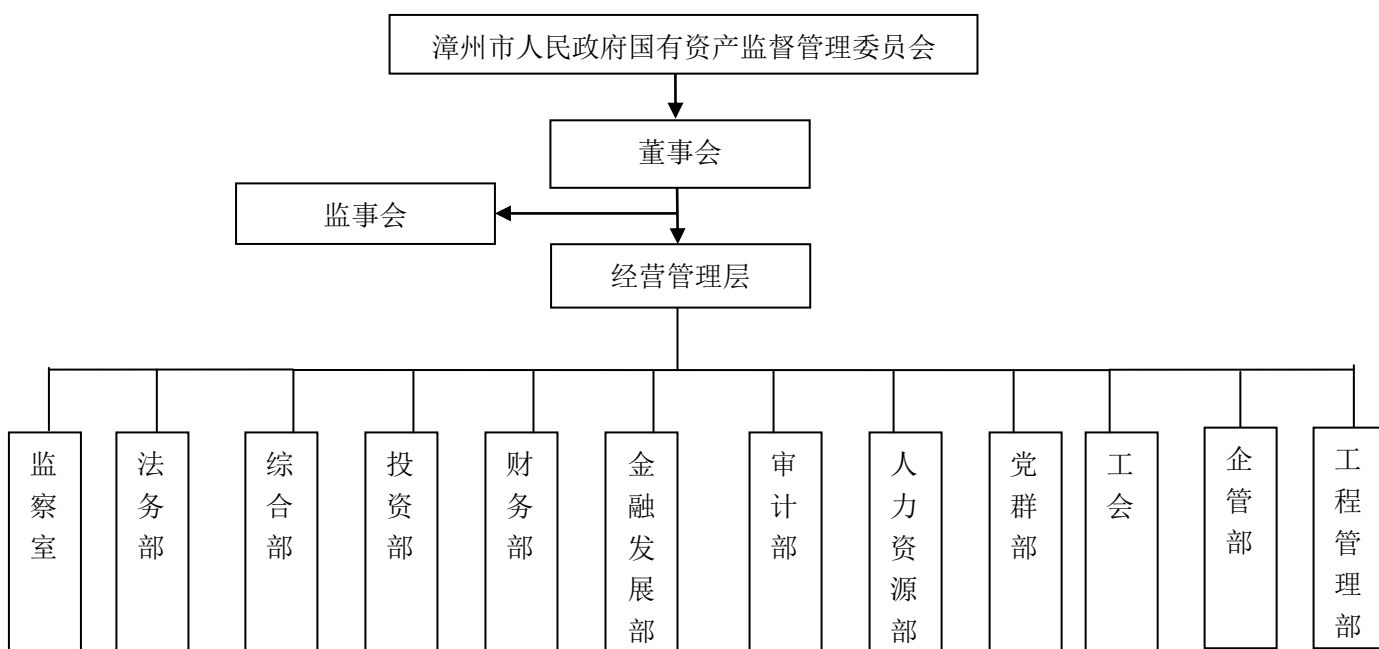 漳州市人民政府国有资产监督管理委员会
董事会
监事会
经营管理层
监察室
法务部
综合部
投资部
财务部
金融发展部
审计部
人力资源部
党群部
工会
企管部
工程管理部